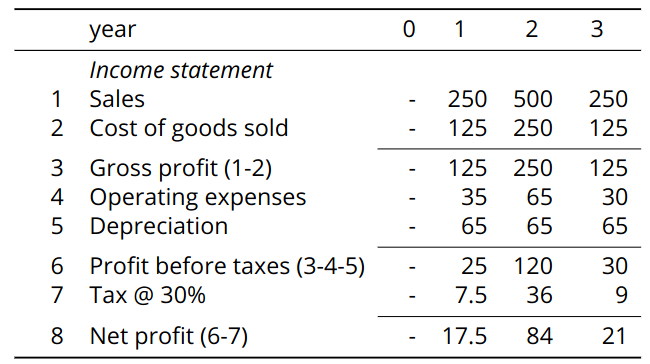 year 0 1 2 3
Income statement
1 Sales - 250 500 250
2 Cost of goods sold - 125 250 125
3 Gross profit (1-2) - 125 250 125
4 Operating expenses - 35 65 30
5 Depreciation - 65 65 65
6 Profit before taxes (3-4-5) - 25 120 30
7 Tax @ 30% - 7.5 36 9
8 Net profit (6-7) - 17.5 84 21